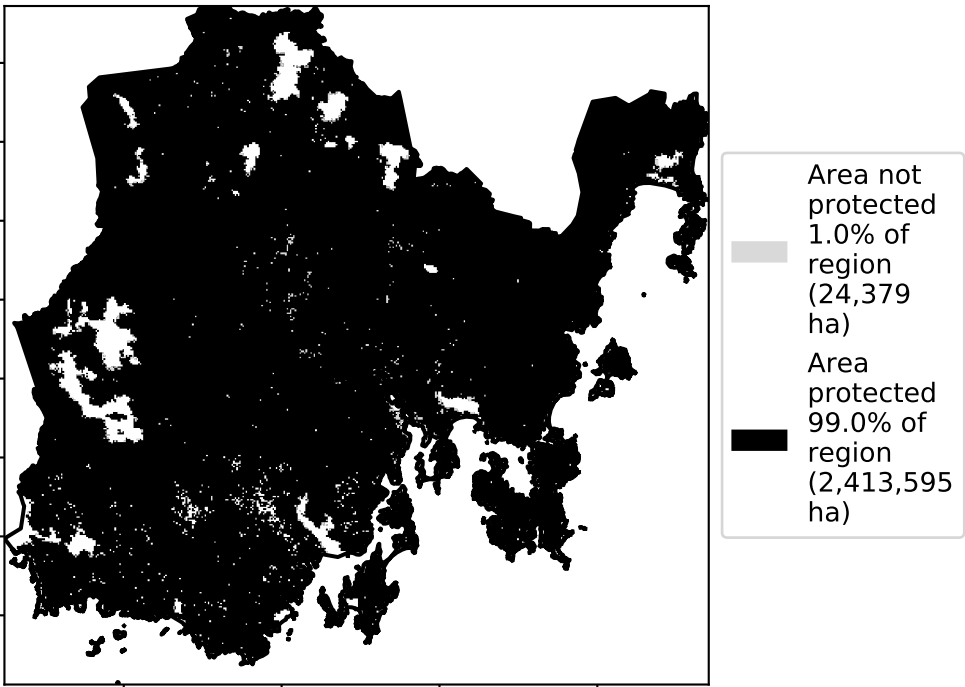 Area not
protected
1.0% of
region
(24,379
ha)
Area
protected
99.0% of
region
(2,413,595
ha)